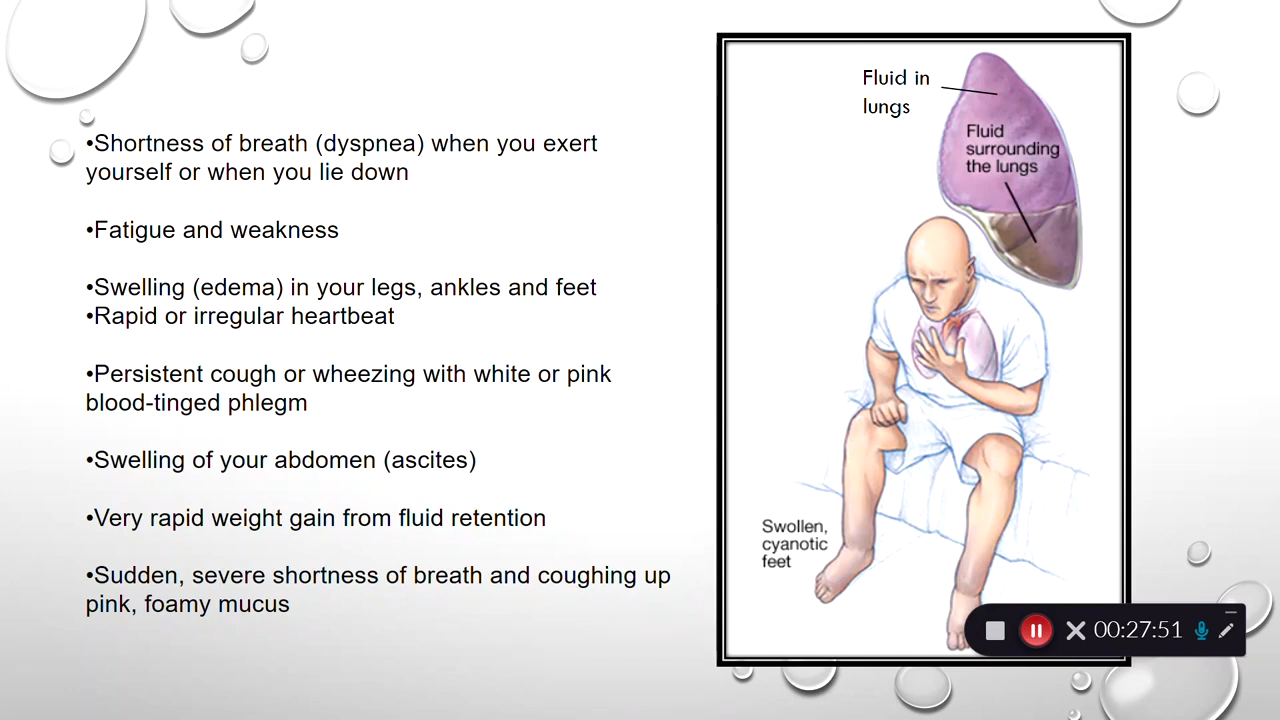 •Shortness of breath (dyspnea) when you exert
yourself or when you lie down
•Fatigue and weakness
•Swelling (edema) in your legs, ankles and feet
•Rapid or irregular heartbeat
•Persistent cough or wheezing with white or pink
blood-tinged phlegm
•Swelling of your abdomen (ascites)
•Very rapid weight gain from fluid retention
•Sudden, severe shortness of breath and coughing up
pink, foamy mucus
Fluid in
lungs
Fluid
surrounding
the lungs
Swollen,
cyanotic
feet
00:27:51